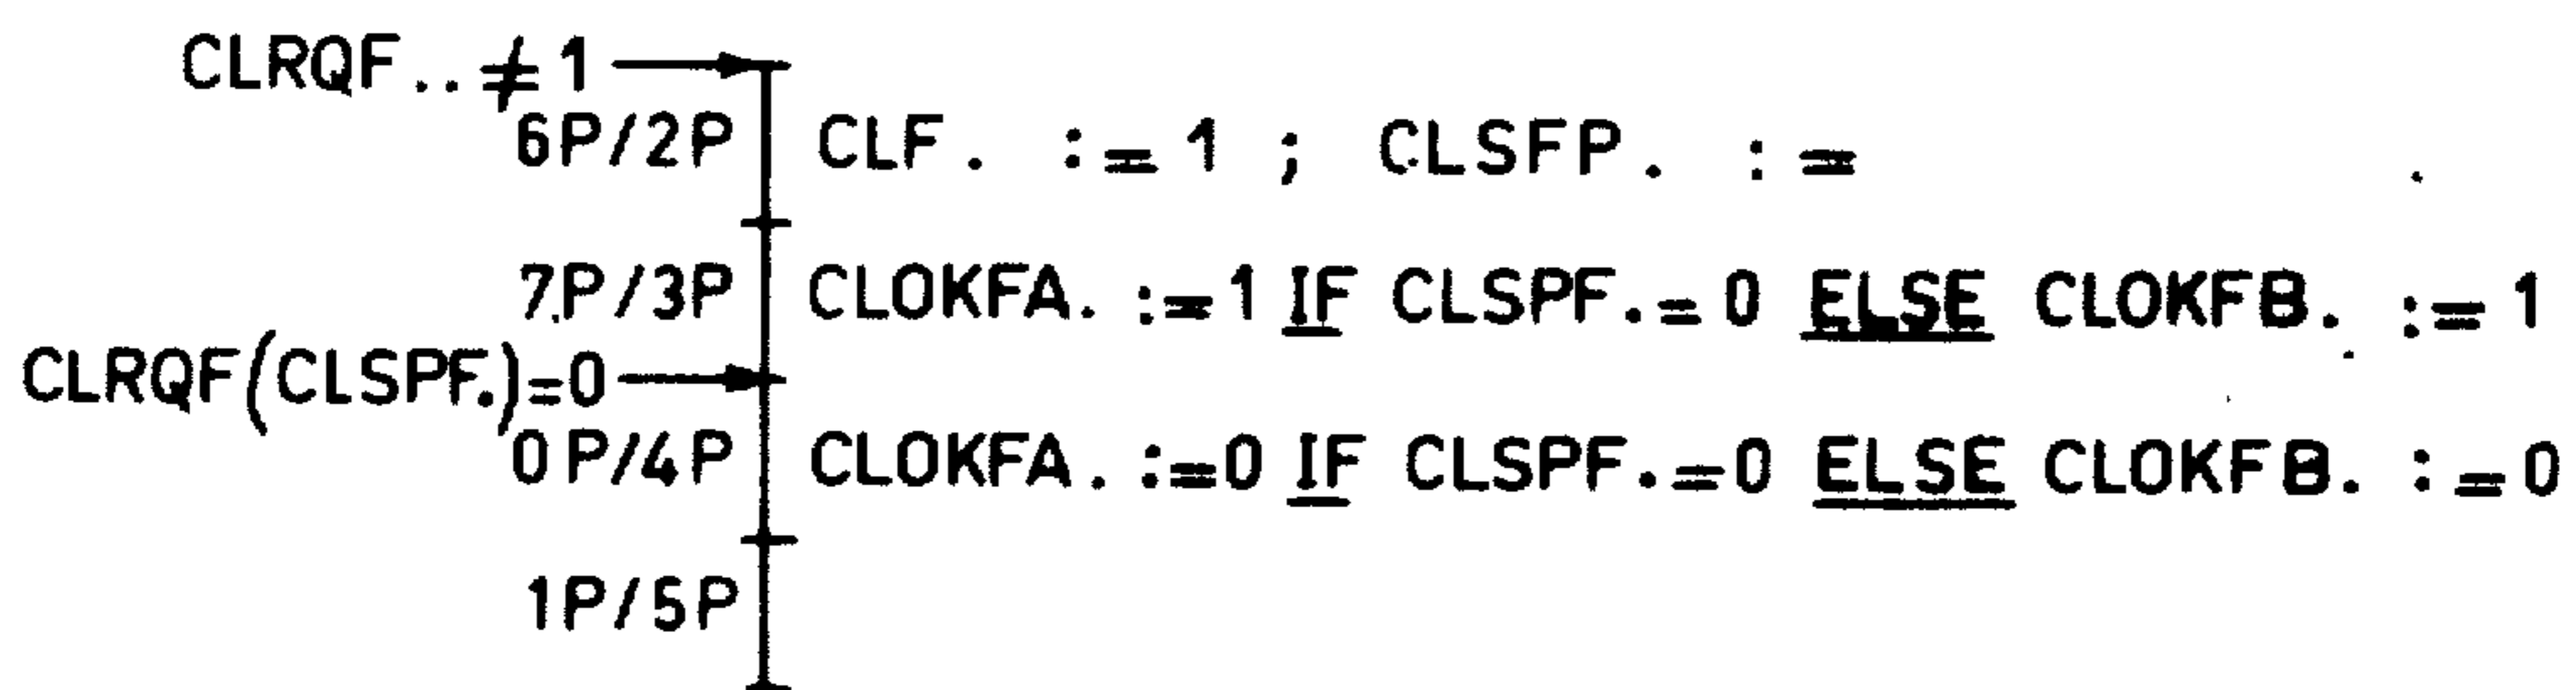 CLRQF.. ≠ 1
6P/2P CLF. := 1 ; CLSFP. :=
7P/3P CLOKFA. :=1 IF CLSPF.=0 ELSE CLOKFB. :=1
CLRQF(CLSPF.)=0
0P/4P CLOKFA. :=0 IF CLSPF.=0 ELSE CLOKFB. :=0
1P/5P